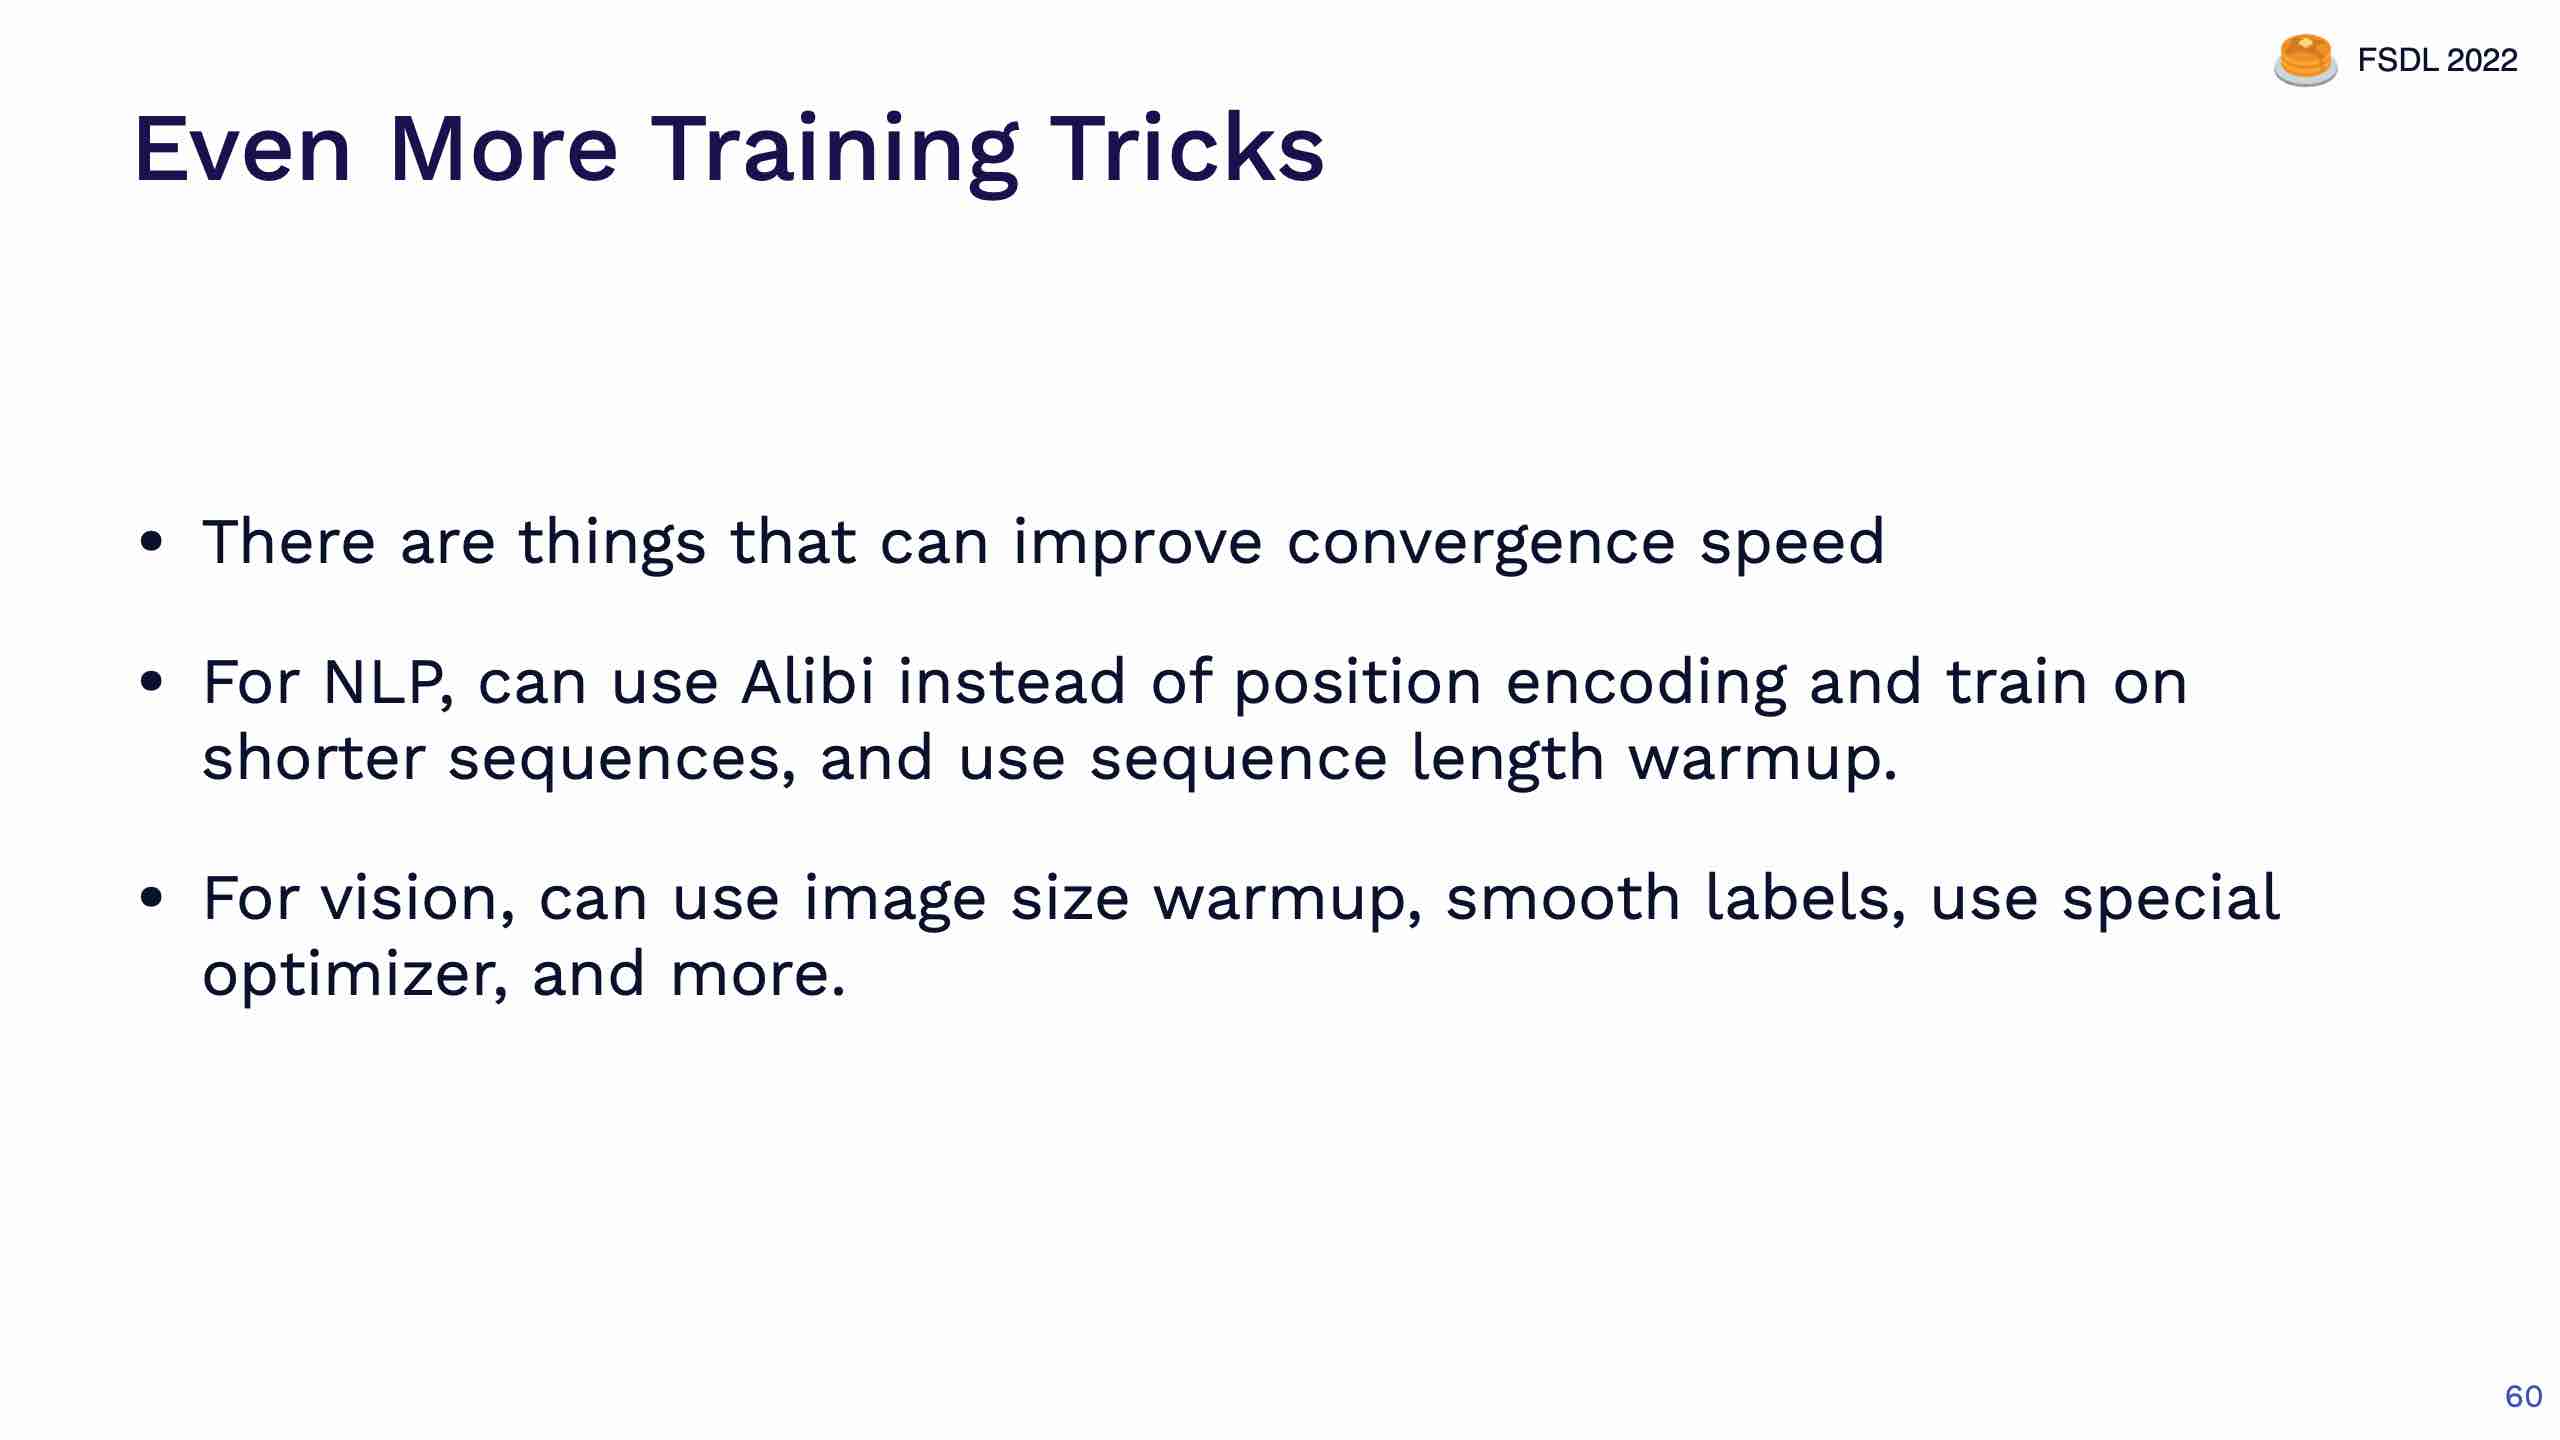 FSDL 2022
Even More Training Tricks
• There are things that can improve convergence speed
• For NLP, can use Alibi instead of position encoding and train on
shorter sequences, and use sequence length warmup.
• For vision, can use image size warmup, smooth labels, use special
optimizer, and more.
60